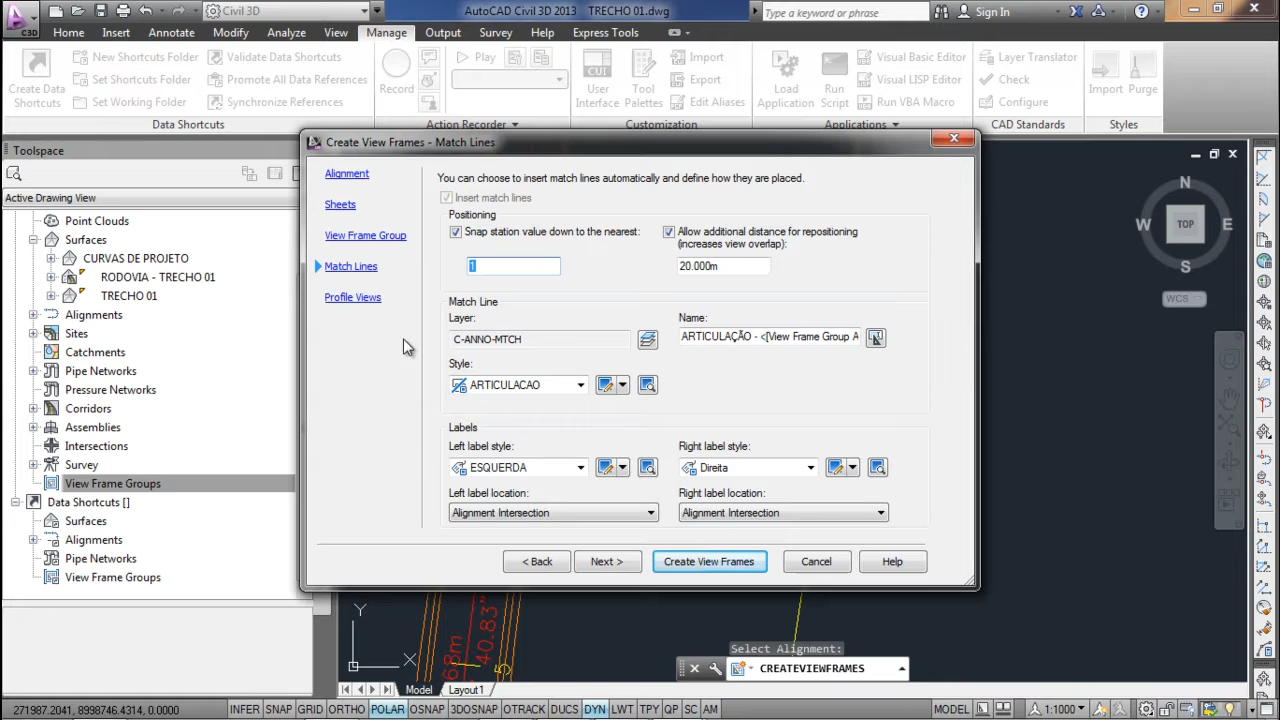 Civil 3D
AutoCAD Civil 3D 2013 TRECHO 01.dwg
Type a keyword or phrase
Sign In
C3D
Home Insert Annotate Modify Analyze View Manage Output Survey Help Express Tools
Create Data Shortcuts
New Shortcuts Folder
Set Shortcuts Folder
Set Working Folder
Validate Data Shortcuts
Promote All Data References
Synchronize References
Data Shortcuts
Record
Play
Action Recorder
User Interface
CUI
Tool Palettes
Import
Export
Edit Aliases
Customization
Load Application
Run Script
Visual Basic Editor
Visual LISP Editor
Run VBA Macro
Applications
Layer Translator
Check
Configure
CAD Standards
Import
Purge
Styles
Toolspace
Active Drawing View
Point Clouds
Surfaces
CURVAS DE PROJETO
RODOVIA - TRECHO 01
TRECHO 01
Alignments
Sites
Catchments
Pipe Networks
Pressure Networks
Corridors
Assemblies
Intersections
Survey
View Frame Groups
Data Shortcuts []
Surfaces
Alignments
Pipe Networks
View Frame Groups
Create View Frames - Match Lines
Alignment
Sheets
View Frame Group
Match Lines
Profile Views
You can choose to insert match lines automatically and define how they are placed.
Insert match lines
Positioning
Snap station value down to the nearest:
1
Allow additional distance for repositioning
(increases view overlap):
20.000m
Match Line
Layer:
C-ANNO-MTCH
Name:
ARTICULAÇÃO - <[View Frame Group A
Style:
ARTICULACAO
Labels
Left label style:
ESQUERDA
Right label style:
Direita
Left label location:
Alignment Intersection
Right label location:
Alignment Intersection
< Back
Next >
Create View Frames
Cancel
Help
N
W TOP E
S
WCS
Y
X
68m
40.83"
Select Alignment:
CREATEVIEWFRAMES
Model Layout1
271987.2041, 8998746.4314, 0.0000
INFER SNAP GRID ORTHO POLAR OSNAP 3DOSNAP OTRACK DUCS DYN LWT TPY QP SC AM
MODEL
1:1000